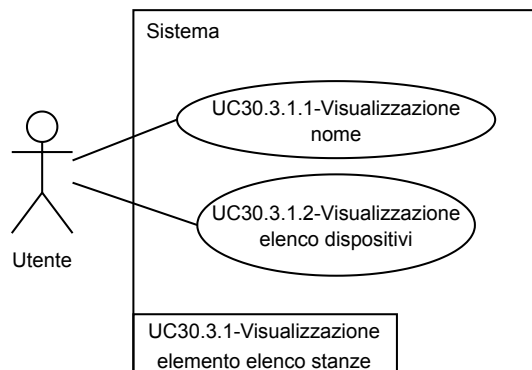 Sistema
UC30.3.1.1-Visualizzazione
nome
UC30.3.1.2-Visualizzazione
elenco dispositivi
Utente
UC30.3.1-Visualizzazione
elemento elenco stanze